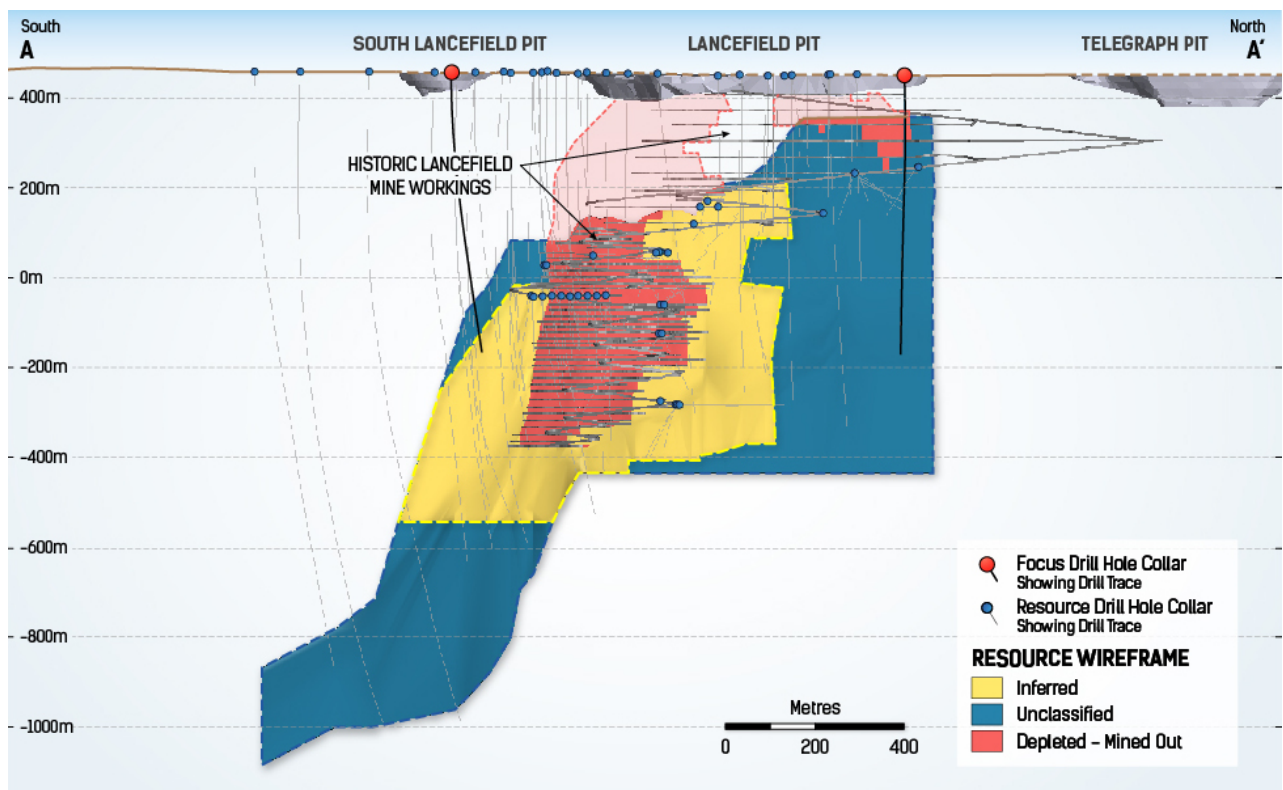 South
A
SOUTH LANCEFIELD PIT
LANCEFIELD PIT
TELEGRAPH PIT
North
A'
400m
HISTORIC LANCEFIELD
MINE WORKINGS
200m
0m
-200m
-400m
-600m
-800m
-1000m
Focus Drill Hole Collar
Showing Drill Trace
Resource Drill Hole Collar
Showing Drill Trace
RESOURCE WIREFRAME
Inferred
Unclassified
Depleted – Mined Out
Metres
0 200 400